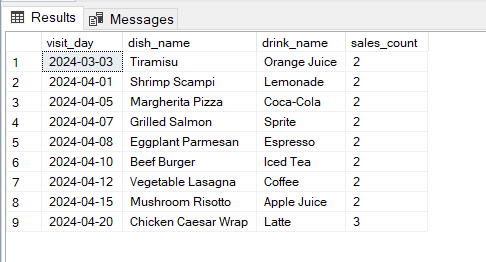 Results Messages
visit_day dish_name drink_name sales_count
1 2024-03-03 Tiramisu Orange Juice 2
2 2024-04-01 Shrimp Scampi Lemonade 2
3 2024-04-05 Margherita Pizza Coca-Cola 2
4 2024-04-07 Grilled Salmon Sprite 2
5 2024-04-08 Eggplant Parmesan Espresso 2
6 2024-04-10 Beef Burger Iced Tea 2
7 2024-04-12 Vegetable Lasagna Coffee 2
8 2024-04-15 Mushroom Risotto Apple Juice 2
9 2024-04-20 Chicken Caesar Wrap Latte 3